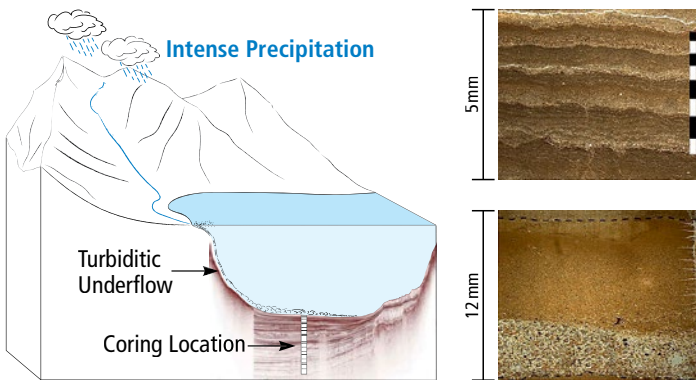 Intense Precipitation
Turbiditic
Underflow
Coring Location
5mm
12mm